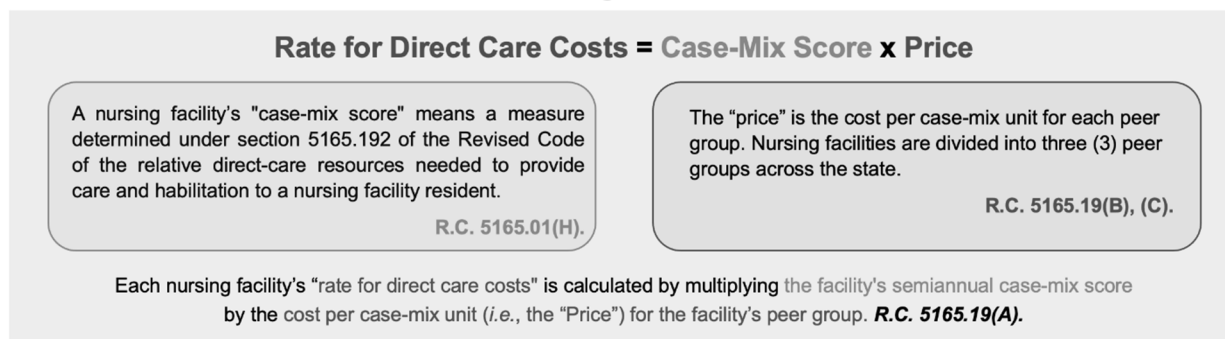 Rate for Direct Care Costs = Case-Mix Score x Price
A nursing facility's "case-mix score" means a measure
determined under section 5165.192 of the Revised Code
of the relative direct-care resources needed to provide
care and habilitation to a nursing facility resident.
R.C. 5165.01(H).
The “price” is the cost per case-mix unit for each peer
group. Nursing facilities are divided into three (3) peer
groups across the state.
R.C. 5165.19(B), (C).
Each nursing facility’s “rate for direct care costs" is calculated by multiplying the facility's semiannual case-mix score
by the cost per case-mix unit (i.e., the “Price”) for the facility’s peer group. R.C. 5165.19(A).